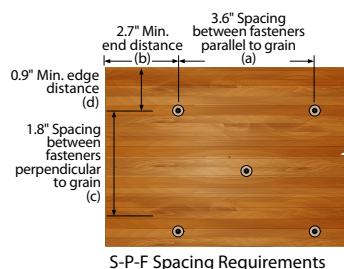 2.7" Min.
end distance
(b)
3.6" Spacing
between fasteners
parallel to grain
(a)
0.9" Min. edge
distance
(d)
1.8" Spacing
between
fasteners
perpendicular
to grain
(c)
S-P-F Spacing Requirements